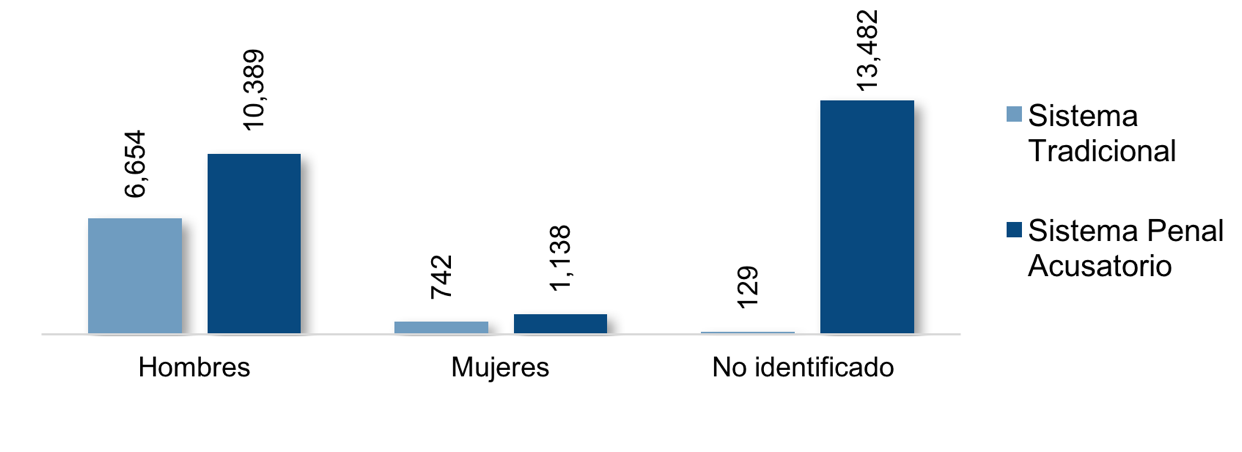 6,654
10,389
742
1,138
129
13,482
Hombres
Mujeres
No identificado
Sistema
Tradicional
Sistema Penal
Acusatorio